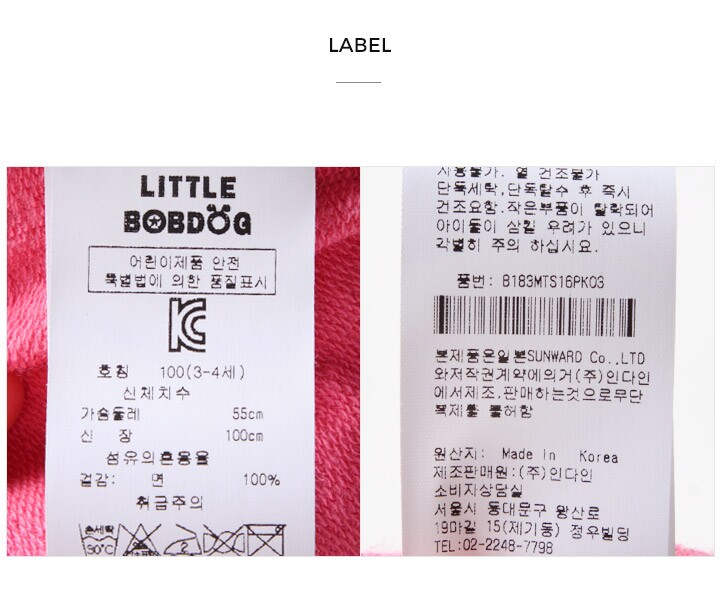 LABEL
LITTLE
BOBDOG
어린이제품 안전
특별법에 의한 품질표시
호칭 100(3-4세)
신체치수
가슴둘레 55cm
신 장 100cm
섬유의혼용율
겉감: 면 100%
취급주의
손세탁
30°C
2
사용불가. 열 건조불가
단독세탁,단독탈수 후 즉시
건조요함.작은부품이 탈락되어
아이들이 삼킬 우려가 있으니
각별히 주의 하십시요.
품번: B183MTS16PK03
본제품은일본SUNWARD Co.,LTD
와저작권계약에의거(주)인다인
에서제조,판매하는것으로무단
복제를 불허함
원산지: Made In Korea
제조판매원:(주)인다인
소비자상담실
서울시 동대문구 왕산로
19마길 15(제기동) 정우빌딩
TEL:02-2248-7798